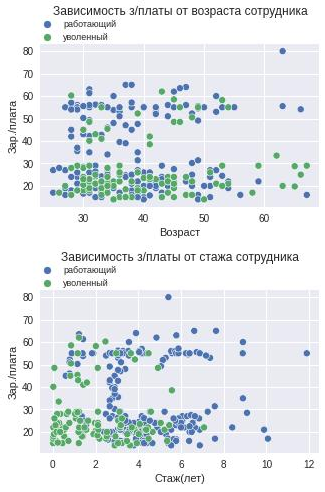 Зависимость з/платы от возраста сотрудника
работающий
уволенный
80
70
60
50
40
30
20
Зар./плата
30 40 50 60
Возраст
Зависимость з/платы от стажа сотрудника
работающий
уволенный
80
70
60
50
40
30
20
Зар./плата
0 2 4 6 8 10 12
Стаж(лет)